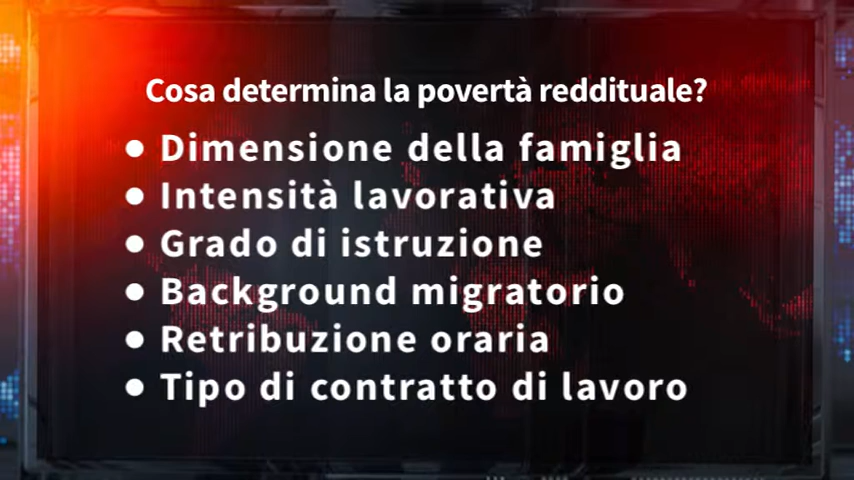 Cosa determina la povertà reddituale?
• Dimensione della famiglia
• Intensità lavorativa
• Grado di istruzione
• Background migratorio
• Retribuzione oraria
• Tipo di contratto di lavoro